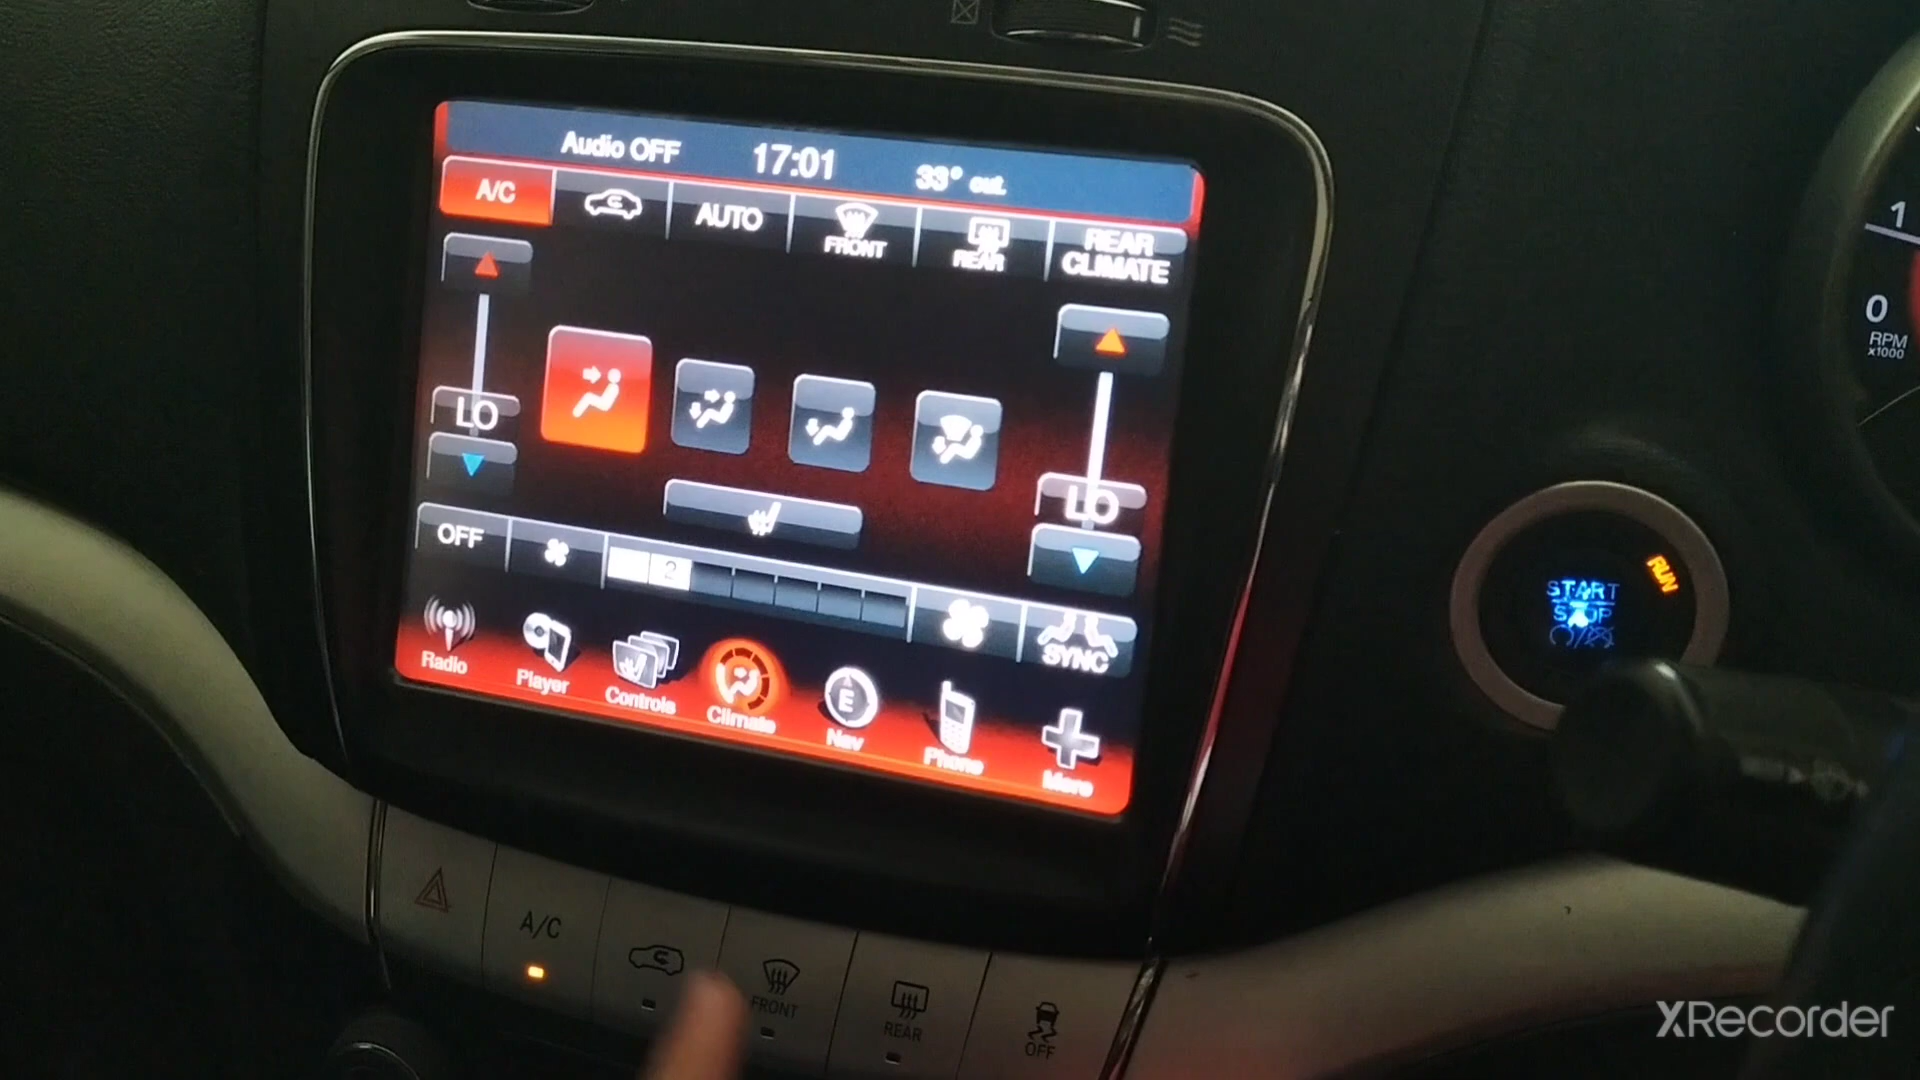 Audio OFF 17:01 33° out.
A/C AUTO FRONT REAR REAR
CLIMATE
LO
LO
OFF 2 SYNC
Radio Player Controls Climate Nav Phone More
A/C FRONT REAR OFF
START
STOP
RUN
1
0
RPM
x1000
XRecorder